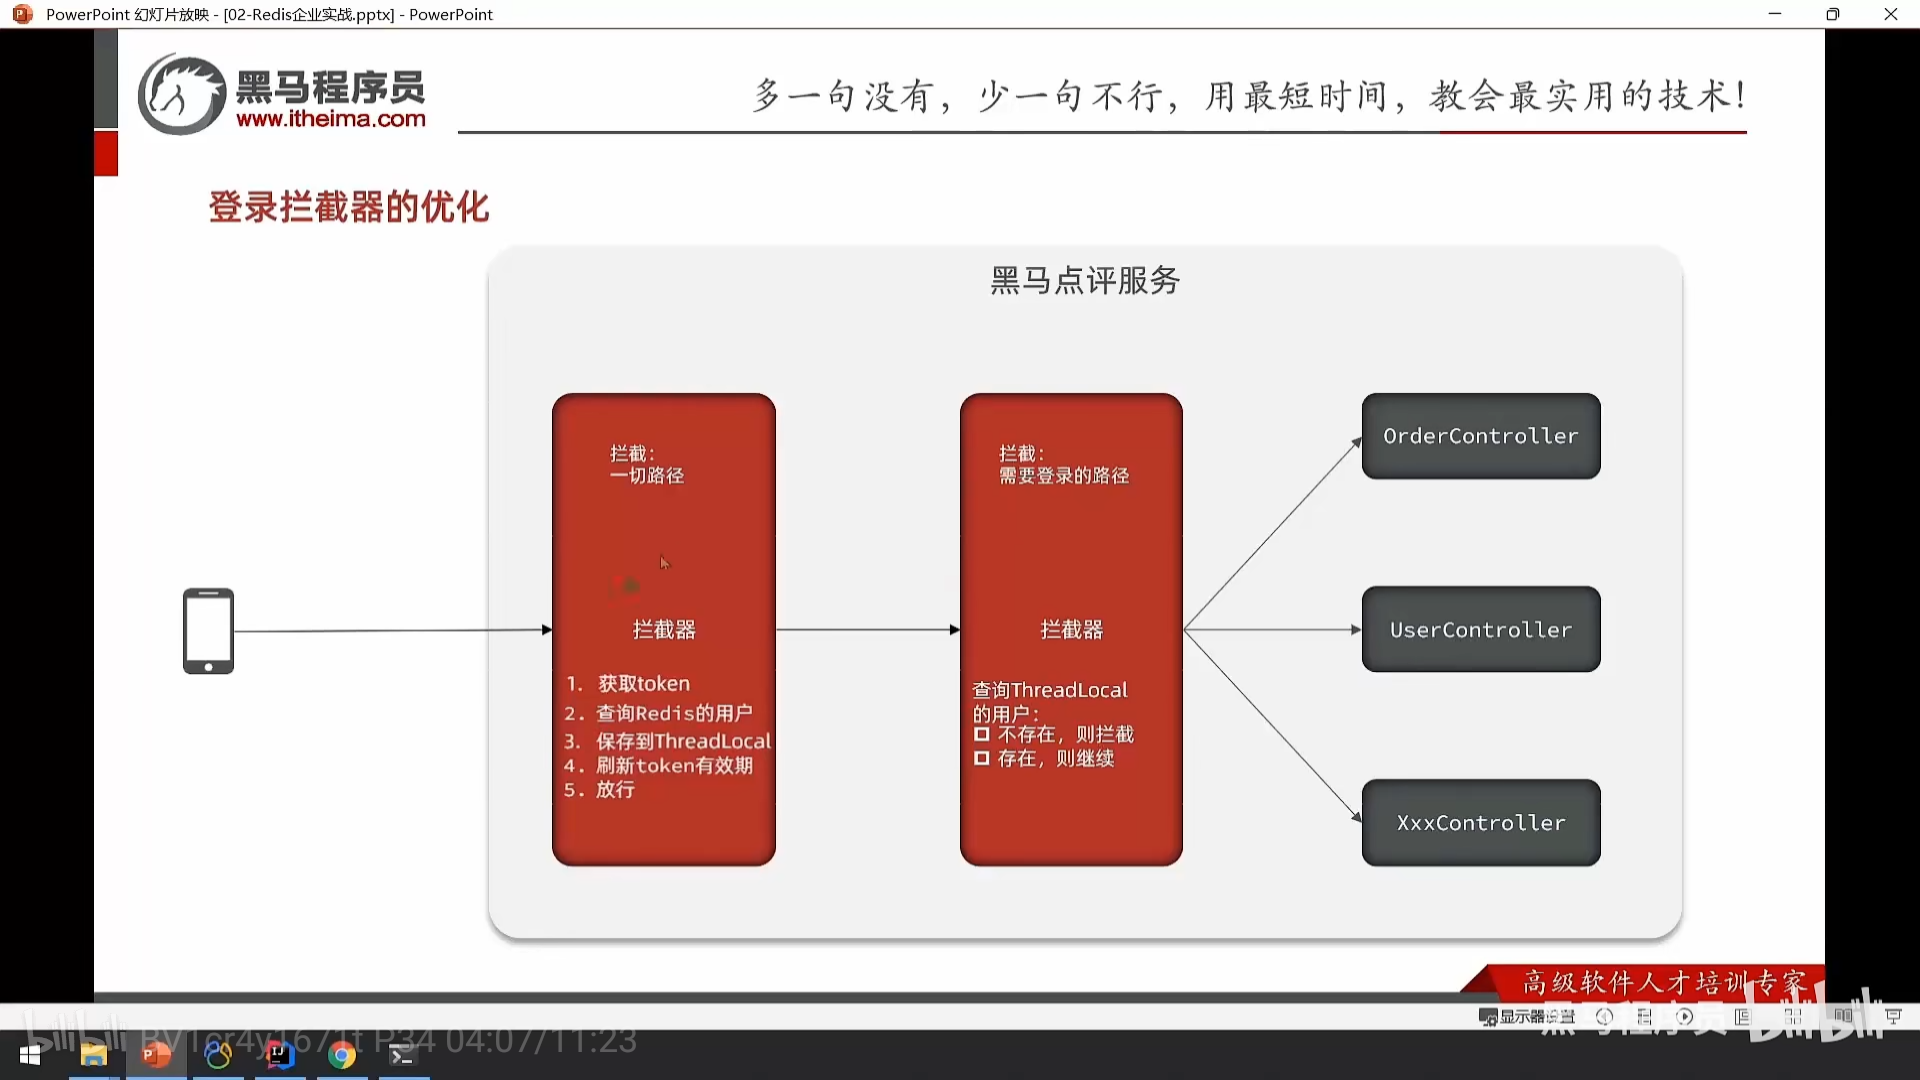 PowerPoint 幻灯片放映 - [02-Redis企业实战.pptx] - PowerPoint
黑马程序员
www.itheima.com
多一句没有，少一句不行，用最短时间，教会最实用的技术！
登录拦截器的优化
黑马点评服务
拦截：
一切路径
拦截器
1. 获取token
2. 查询Redis的用户
3. 保存到ThreadLocal
4. 刷新token有效期
5. 放行
拦截：
需要登录的路径
拦截器
查询ThreadLocal
的用户：
不存在，则拦截
存在，则继续
OrderController
UserController
XxxController
高级软件人才培训专家
显示器设置
黑马程序员 bilibili
bilibili BV1cr4y1671t P34 04:07/11:23